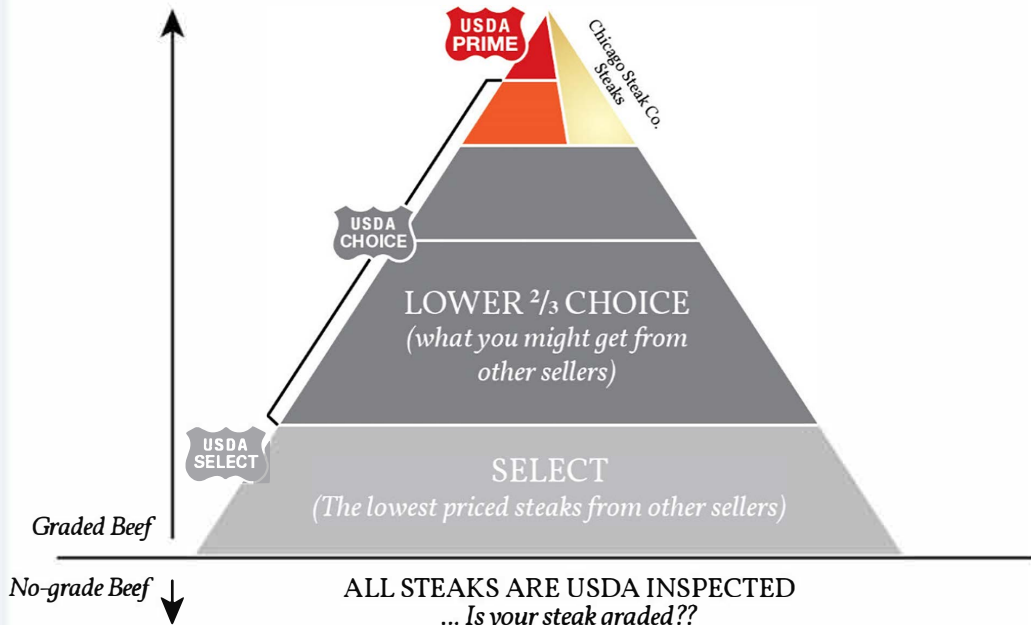 USDA
PRIME
Chicago Steak Co.
Steaks
USDA
CHOICE
LOWER ²/₃ CHOICE
(what you might get from
other sellers)
USDA
SELECT
SELECT
(The lowest priced steaks from other sellers)
Graded Beef
No-grade Beef
ALL STEAKS ARE USDA INSPECTED
... Is your steak graded??